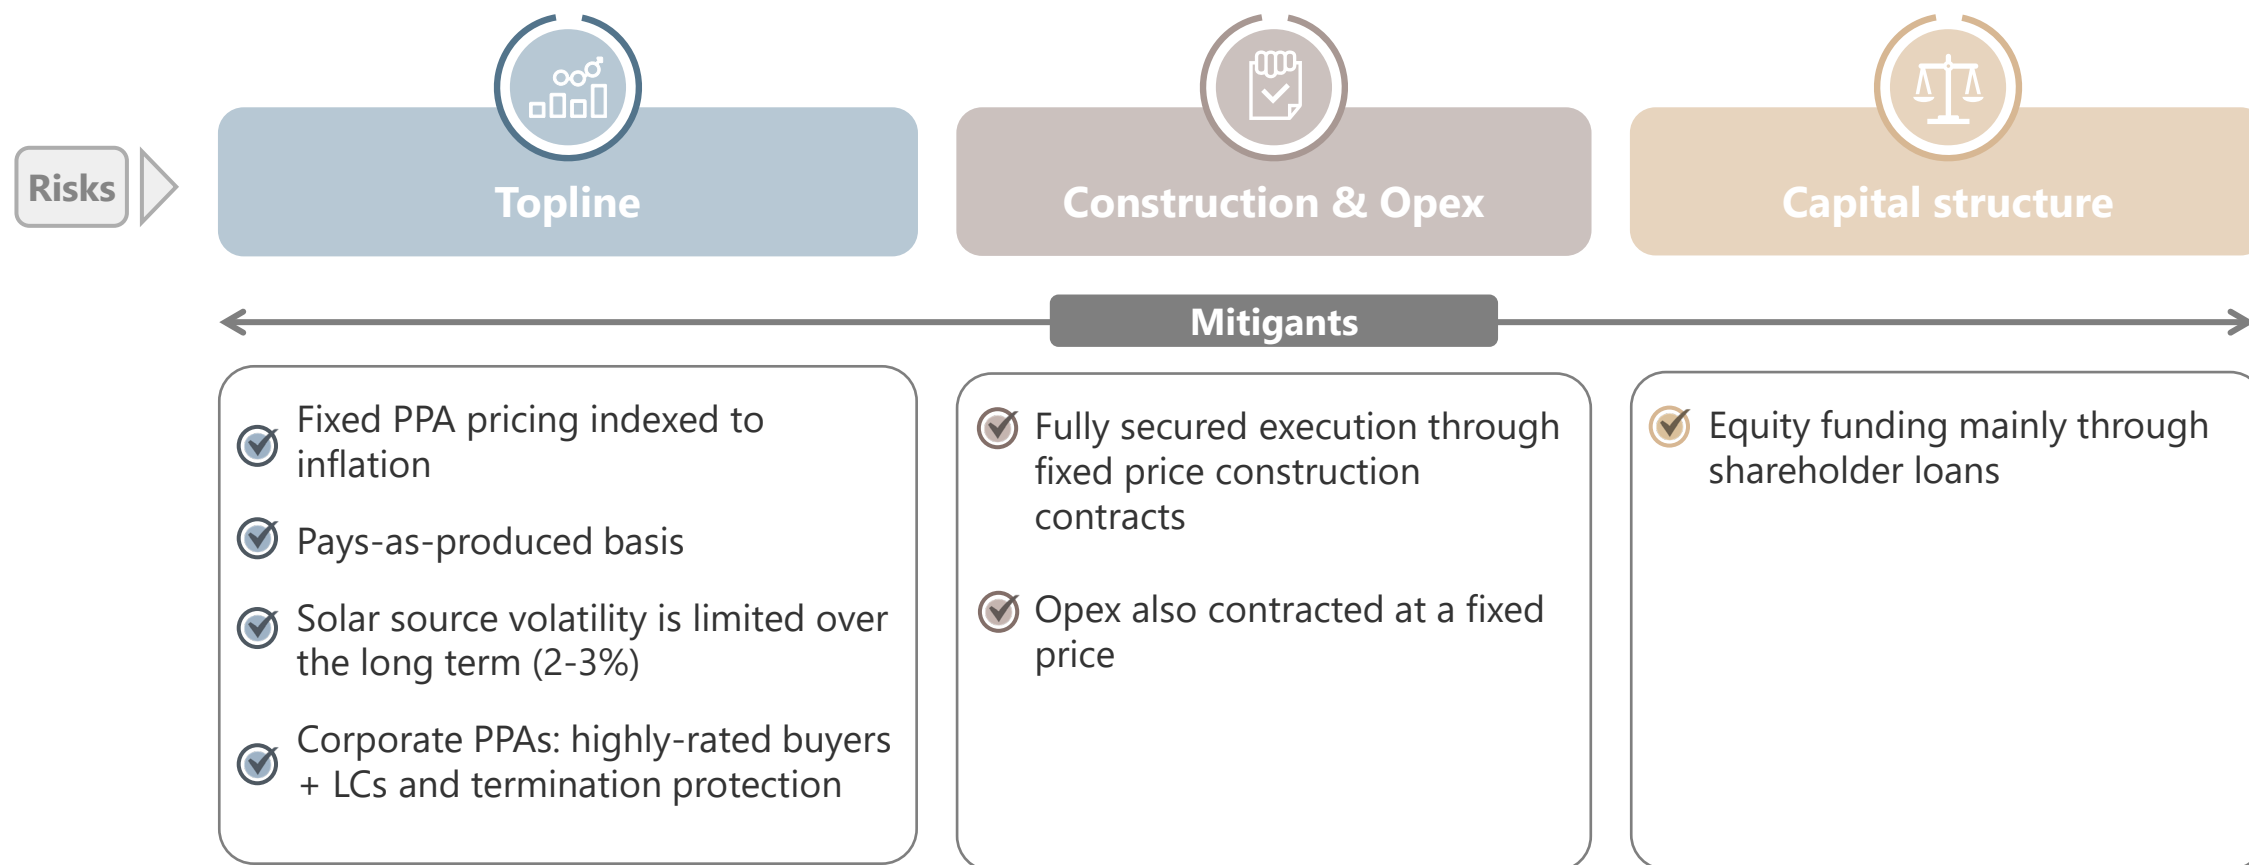 Risks
Topline
Construction & Opex
Capital structure
Mitigants
Fixed PPA pricing indexed to
inflation
Pays-as-produced basis
Solar source volatility is limited over
the long term (2-3%)
Corporate PPAs: highly-rated buyers
+ LCs and termination protection
Fully secured execution through
fixed price construction
contracts
Opex also contracted at a fixed
price
Equity funding mainly through
shareholder loans